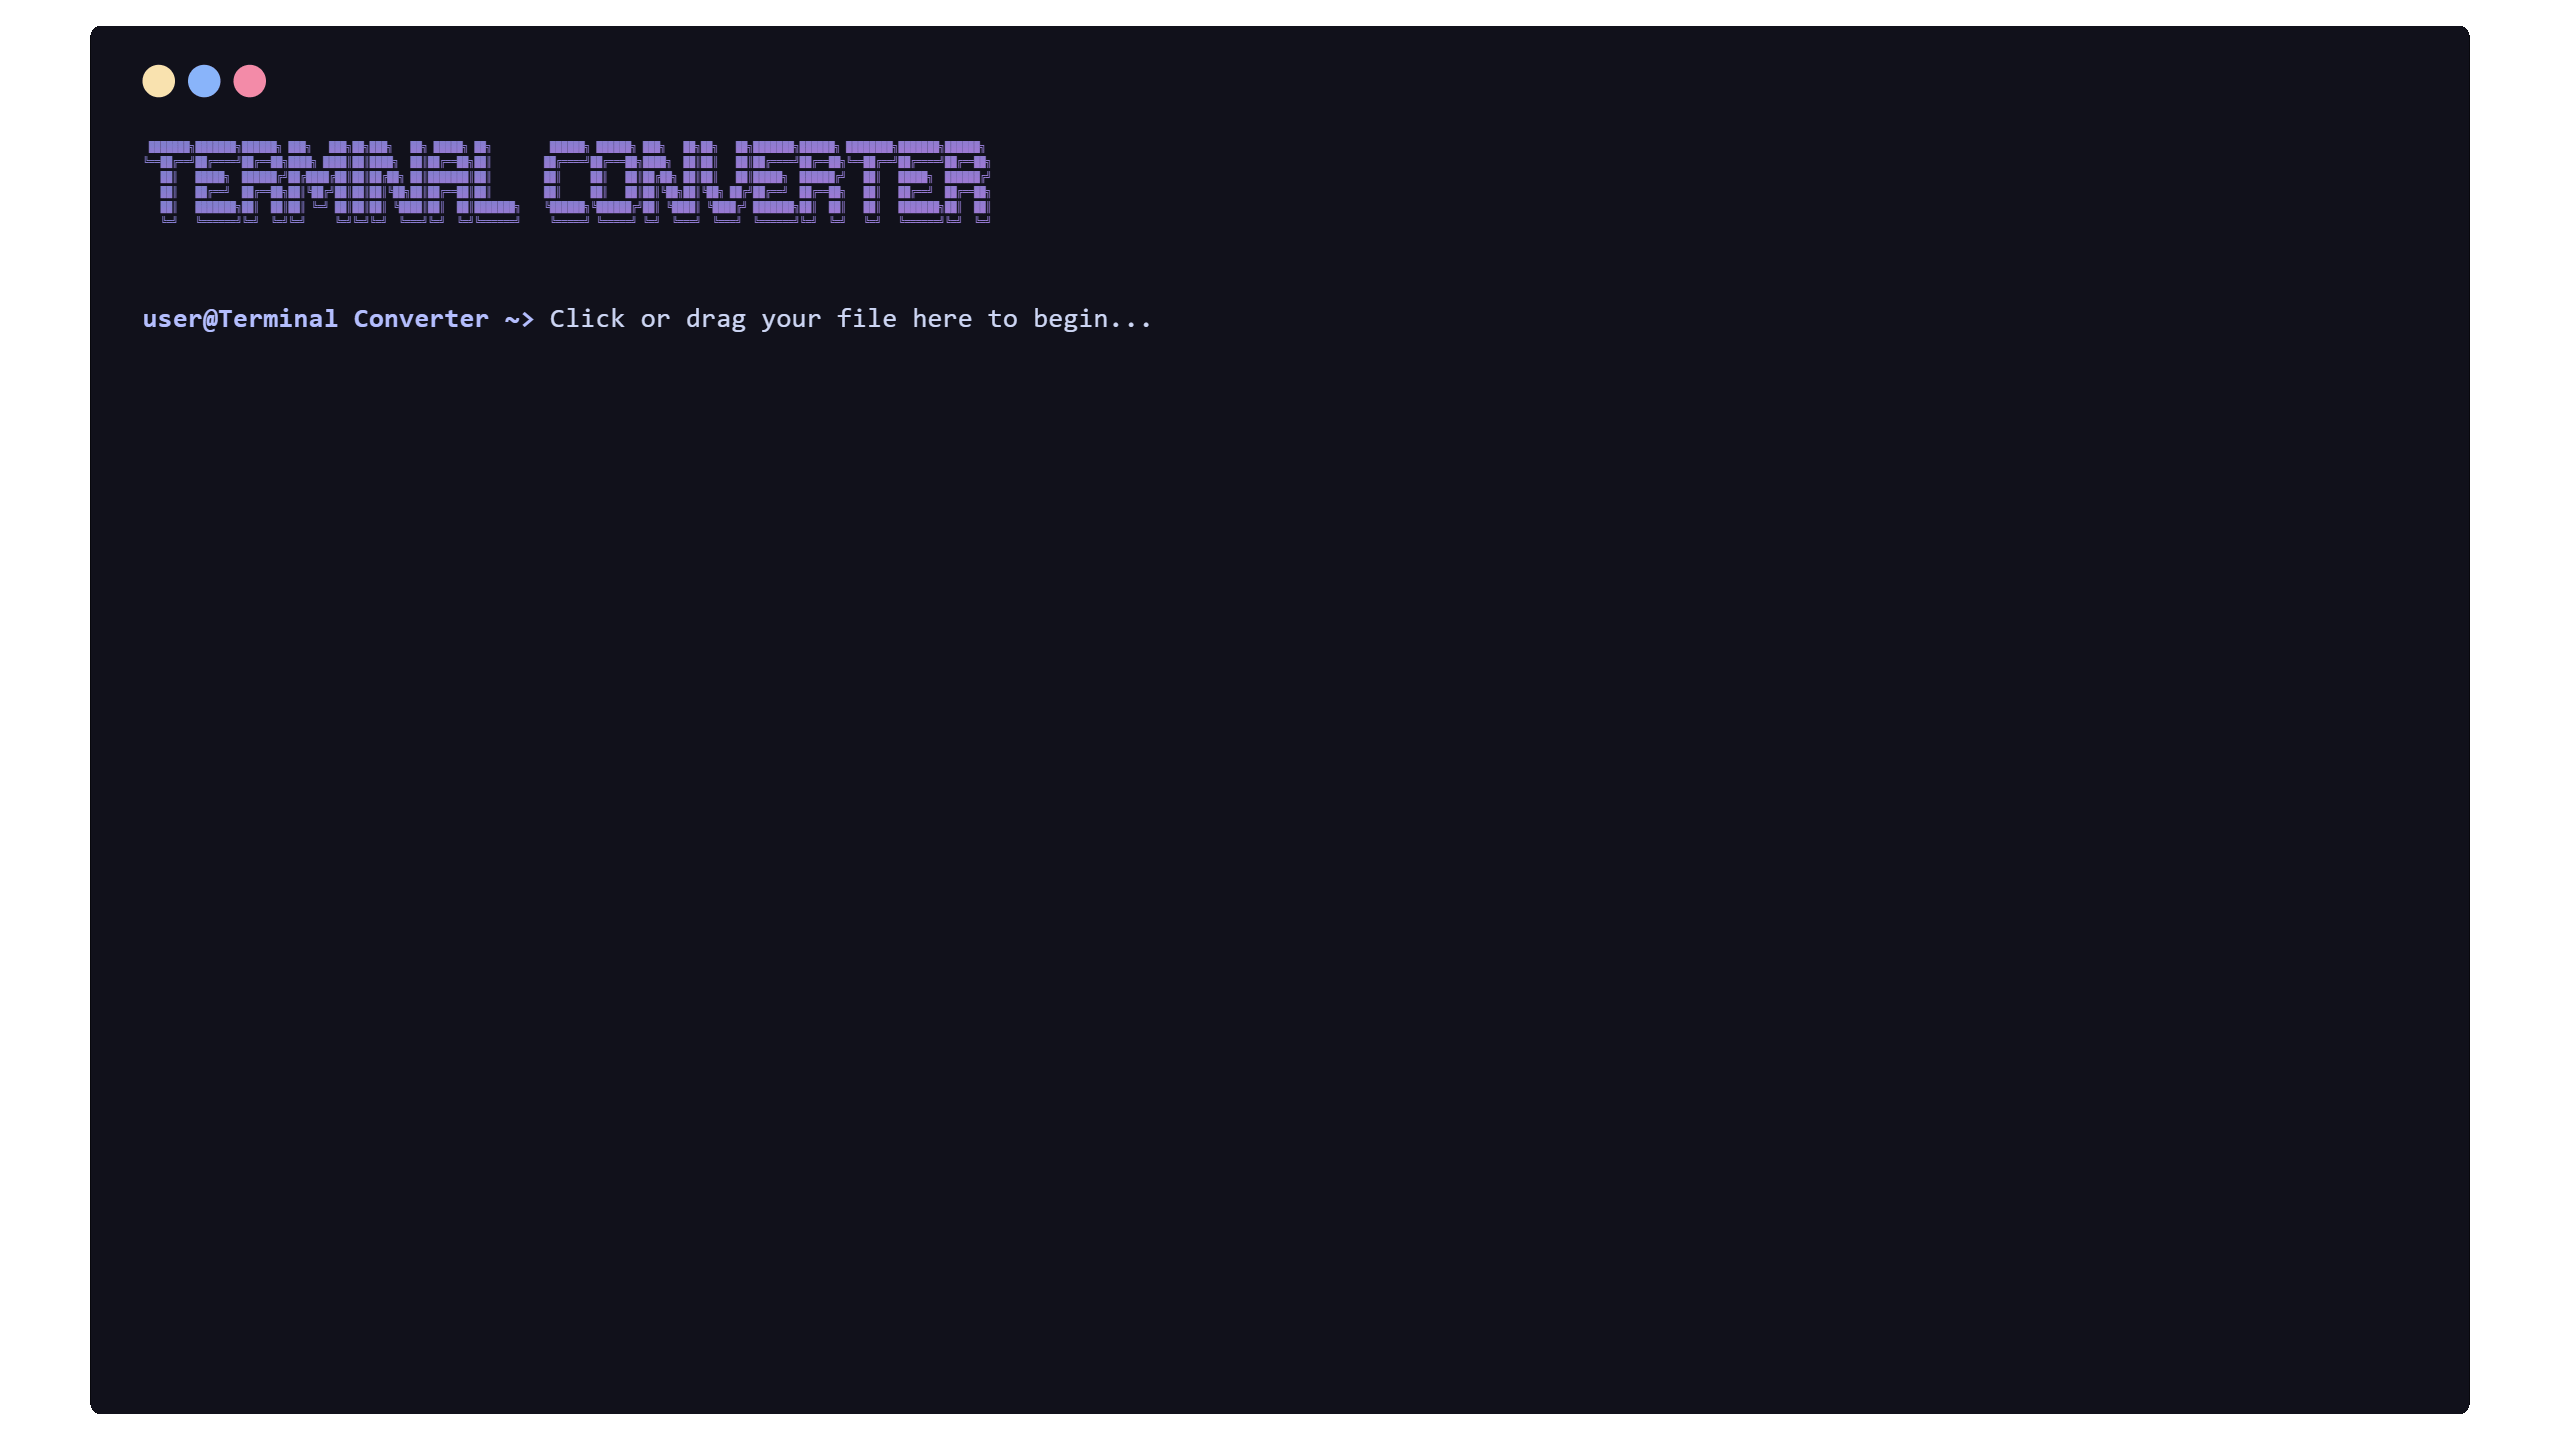 TERMINAL CONVERTER
user@Terminal Converter ~> Click or drag your file here to begin...